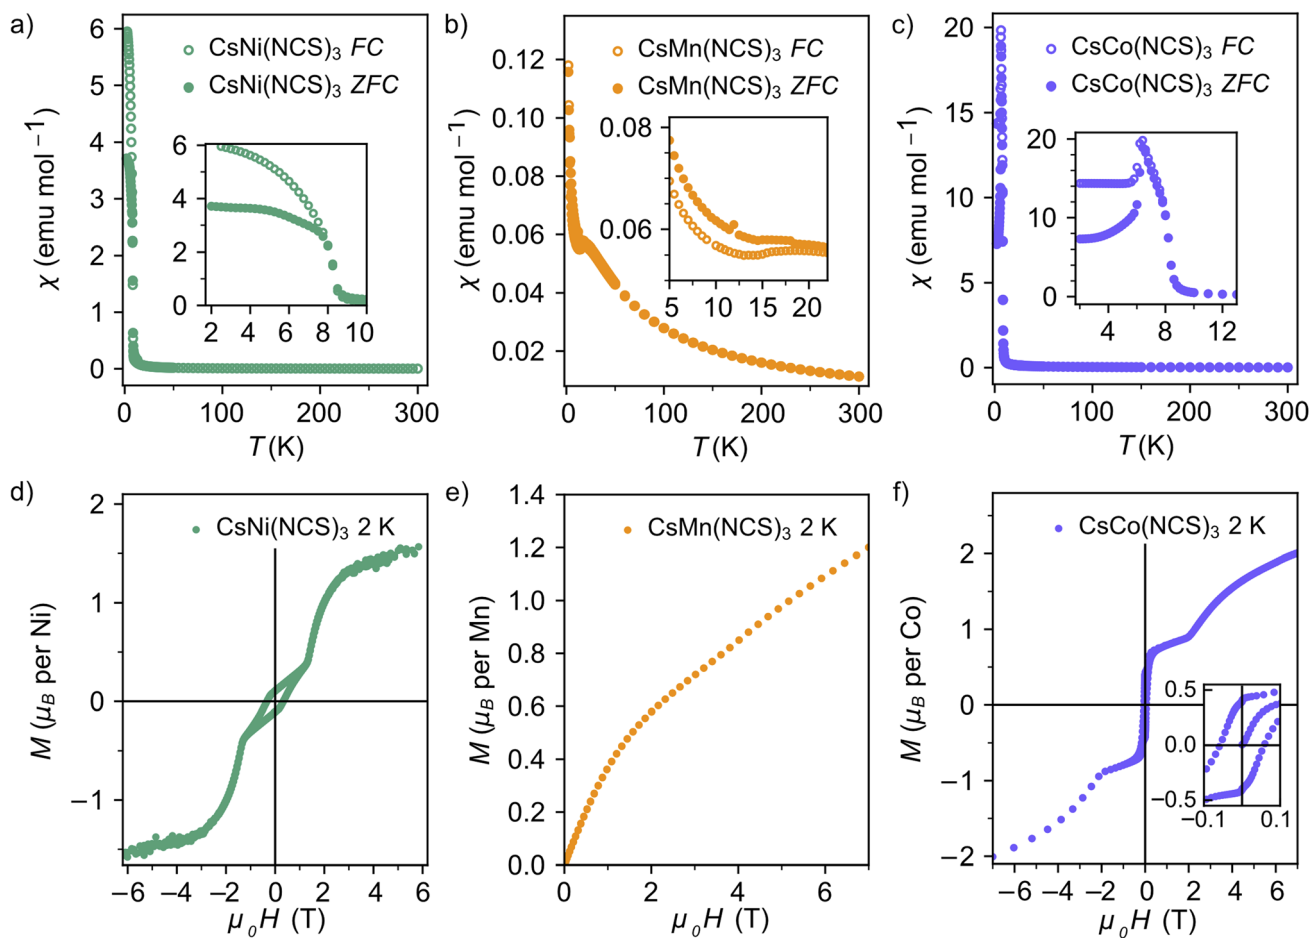 a)
CsNi(NCS)₃ FC
CsNi(NCS)₃ ZFC
χ (emu mol⁻¹)
6
5
4
3
2
1
0
6
4
2
0
2 4 6 8 10
0 100 200 300
T (K)
b)
CsMn(NCS)₃ FC
CsMn(NCS)₃ ZFC
χ (emu mol⁻¹)
0.12
0.10
0.08
0.06
0.04
0.02
0.08
0.06
5 10 15 20
0 100 200 300
T (K)
c)
CsCo(NCS)₃ FC
CsCo(NCS)₃ ZFC
χ (emu mol⁻¹)
20
15
10
5
0
20
10
0
4 8 12
0 100 200 300
T (K)
d)
CsNi(NCS)₃ 2 K
M (μB per Ni)
2
1
0
−1
−6 −4 −2 0 2 4 6
μ₀H (T)
e)
CsMn(NCS)₃ 2 K
M (μB per Mn)
1.4
1.2
1.0
0.8
0.6
0.4
0.2
0.0
0 2 4 6
μ₀H (T)
f)
CsCo(NCS)₃ 2 K
M (μB per Co)
2
1
0
−1
−2
0.5
0.0
−0.5
−0.1 0.1
−6 −4 −2 0 2 4 6
μ₀H (T)